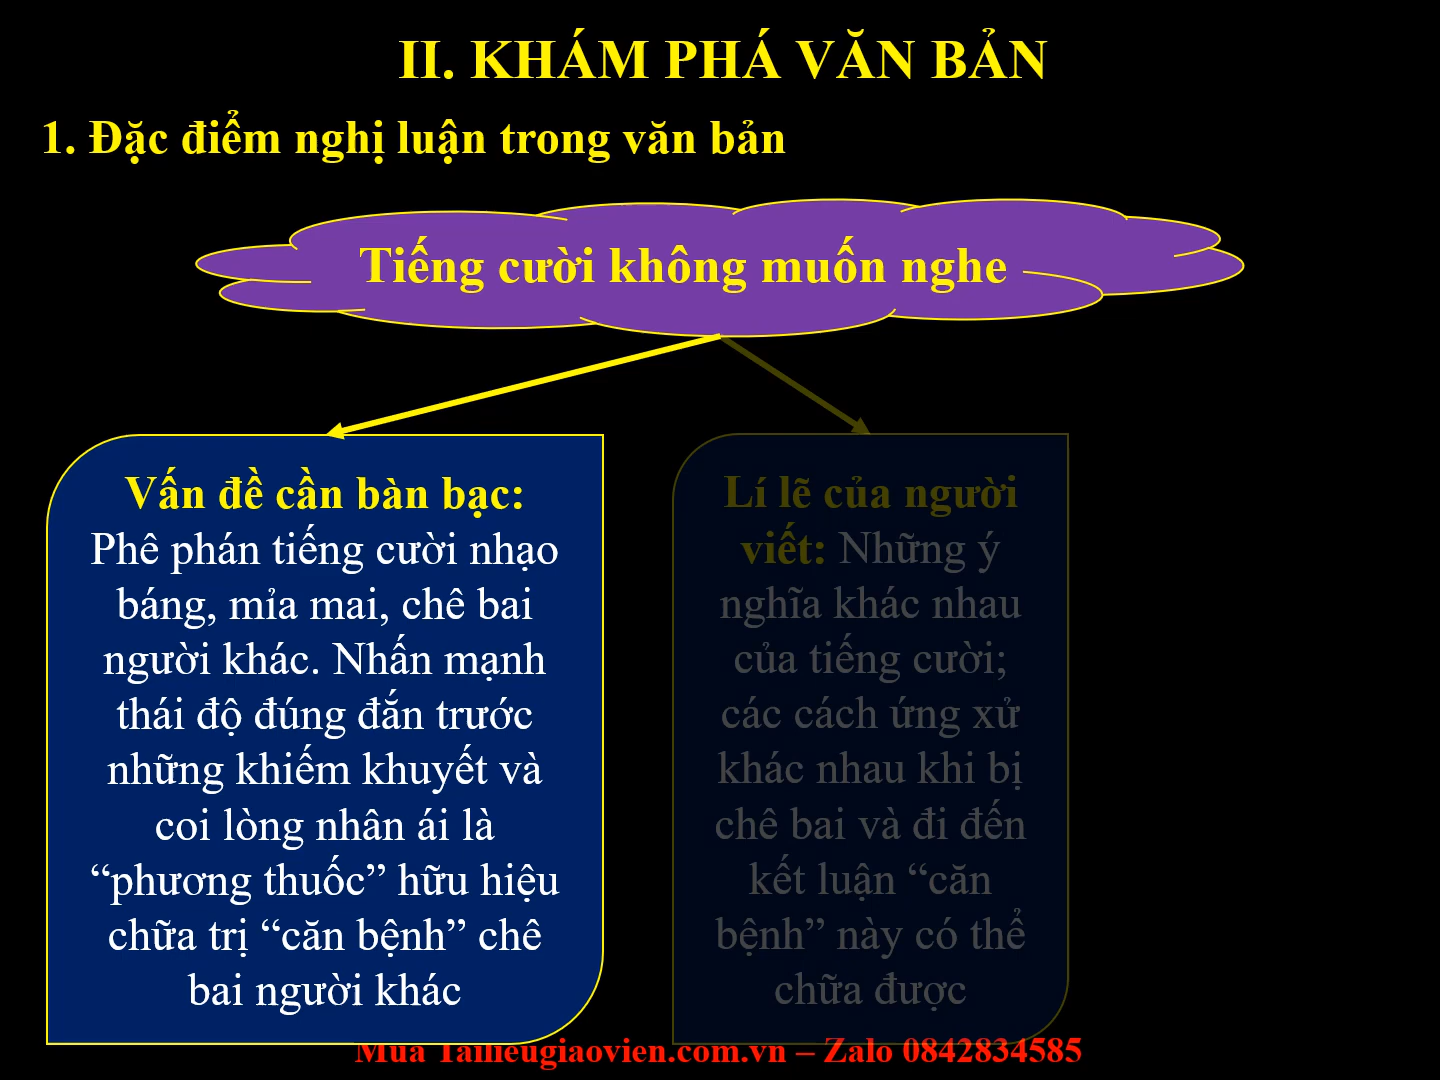 II. KHÁM PHÁ VĂN BẢN
1. Đặc điểm nghị luận trong văn bản
Tiếng cười không muốn nghe
Vấn đề cần bàn bạc:
Phê phán tiếng cười nhạo
báng, mỉa mai, chê bai
người khác. Nhấn mạnh
thái độ đúng đắn trước
những khiếm khuyết và
coi lòng nhân ái là
“phương thuốc” hữu hiệu
chữa trị “căn bệnh” chê
bai người khác
Lí lẽ của người
viết: Những ý
nghĩa khác nhau
của tiếng cười;
các cách ứng xử
khác nhau khi bị
chê bai và đi đến
kết luận “căn
bệnh” này có thể
chữa được
Mua Tailieugiaovien.com.vn – Zalo 0842834585